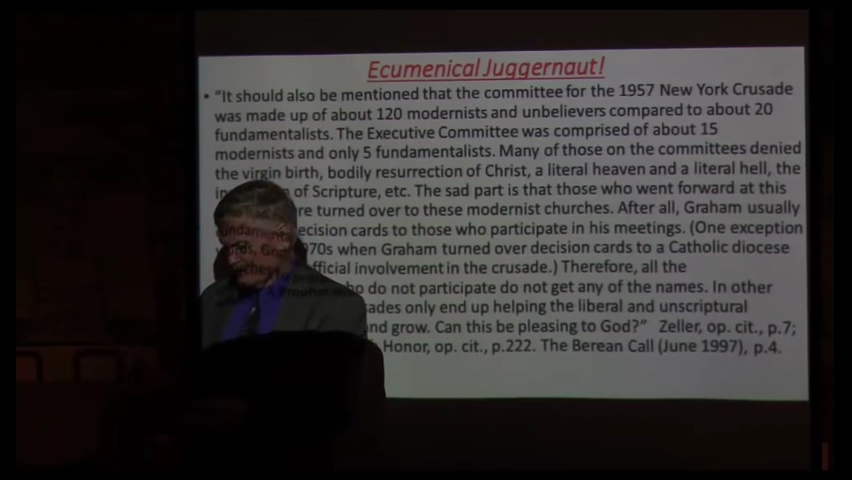 Ecumenical Juggernaut!
• “It should also be mentioned that the committee for the 1957 New York Crusade
was made up of about 120 modernists and unbelievers compared to about 20
fundamentalists. The Executive Committee was comprised of about 15
modernists and only 5 fundamentalists. Many of those on the committees denied
the virgin birth, bodily resurrection of Christ, a literal heaven and a literal hell, the
of Scripture, etc. The sad part is that those who went forward at this
turned over to these modernist churches. After all, Graham usually
decision cards to those who participate in his meetings. (One exception
when Graham turned over decision cards to a Catholic diocese
official involvement in the crusade.) Therefore, all the
do not participate do not get any of the names. In other
only end up helping the liberal and unscriptural
and grow. Can this be pleasing to God?” Zeller, op. cit., p.7;
Honor, op. cit., p.222. The Berean Call (June 1997), p.4.